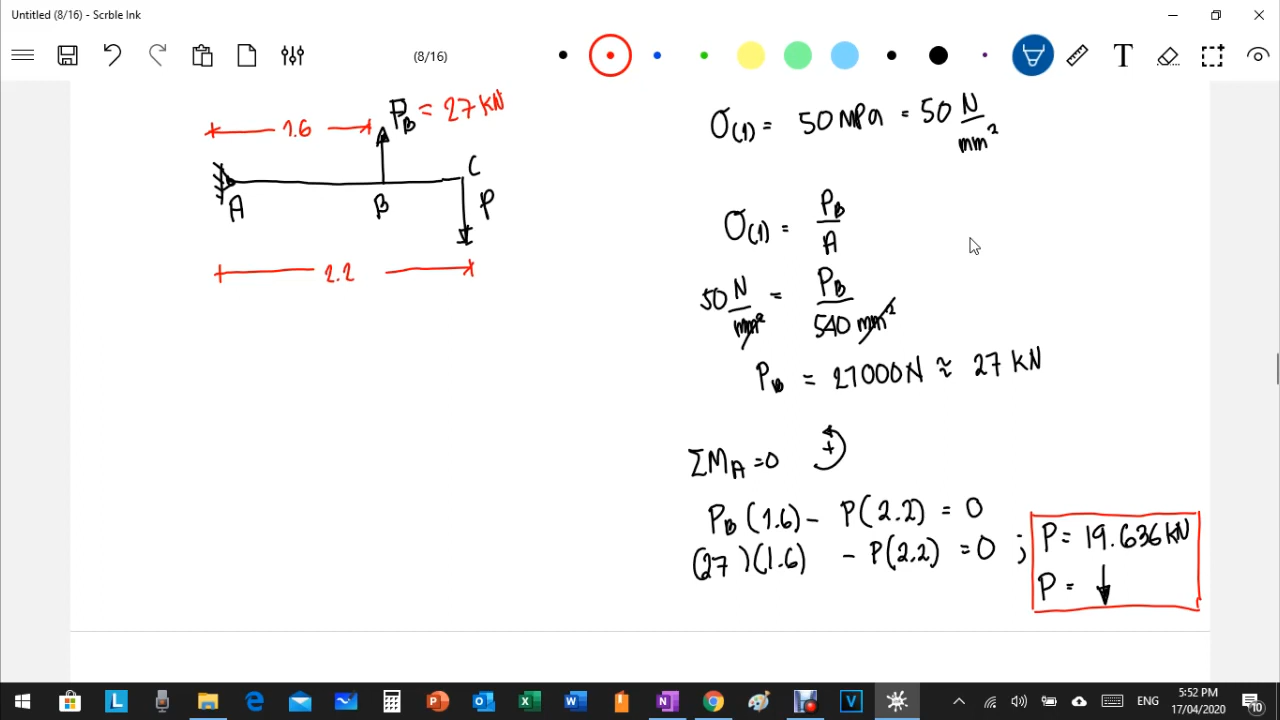 Untitled (8/16) - Scrble Ink
(8/16)
T
1.6
P_B = 27 KN
A
B
C
P
2.2
σ(1) = 50 MPa = 50 N/mm²
σ(1) = P_B/A
50 N/mm² = P_B/540 mm²
P_B = 27000N ≈ 27 KN
ΣM_A = 0 +
P_B (1.6) - P(2.2) = 0
(27)(1.6) - P(2.2) = 0 ; P = 19.636 KN
P = ↓
ENG
5:52 PM
17/04/2020
10